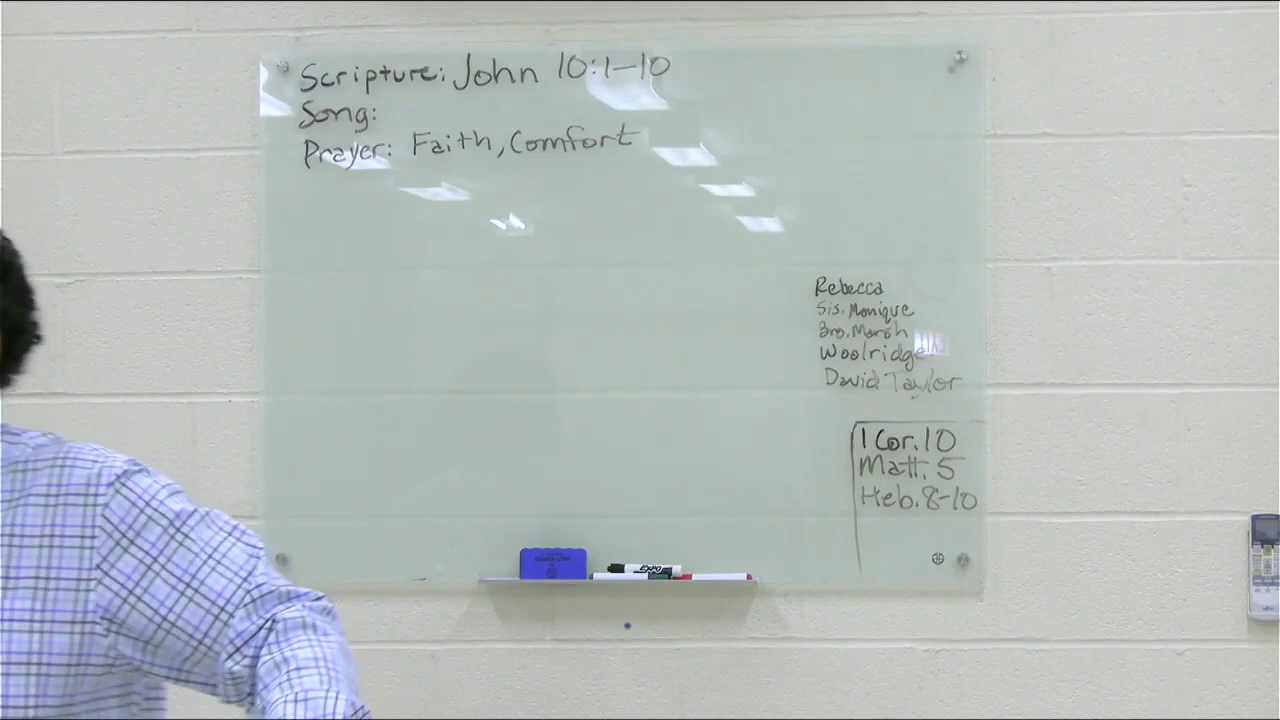 Scripture: John 10:1-10
Song:
Prayer: Faith, Comfort
Rebecca
Sis. Monique
Bro. Marsh
Woolridge
David Taylor
1 Cor. 10
Matt. 5
Heb. 8-10
EXPO